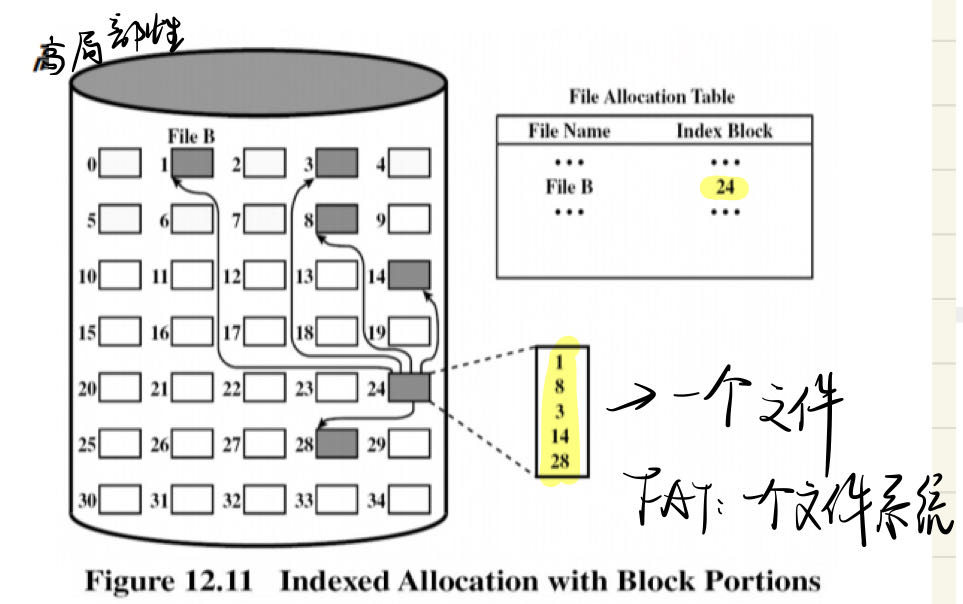 高局部性
File Allocation Table
File Name Index Block
... ...
File B 24
... ...
File B
0 1 2 3 4
5 6 7 8 9
10 11 12 13 14
15 16 17 18 19
20 21 22 23 24
25 26 27 28 29
30 31 32 33 34
1
8
3
14
28
→一个文件
FAT:一个文件系统
Figure 12.11 Indexed Allocation with Block Portions